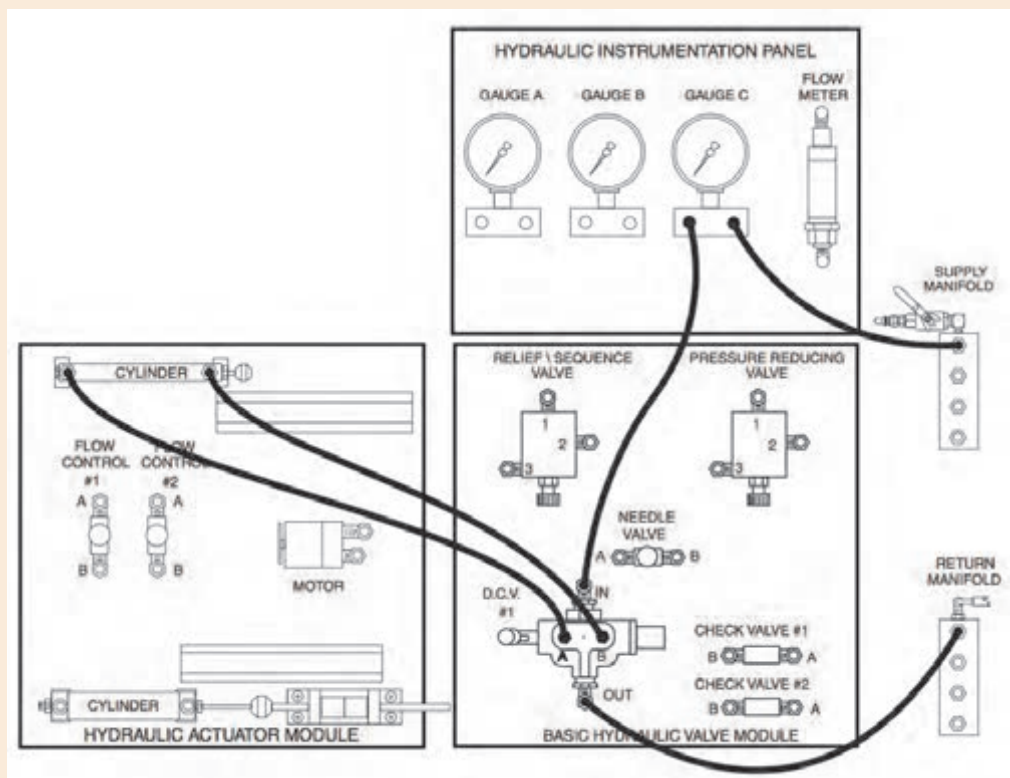 HYDRAULIC INSTRUMENTATION PANEL
GAUGE A
GAUGE B
GAUGE C
FLOW
METER
SUPPLY
MANIFOLD
CYLINDER
FLOW
CONTROL
#1
FLOW
CONTROL
#2
A
A
B
B
MOTOR
CYLINDER
HYDRAULIC ACTUATOR MODULE
RELIEF \ SEQUENCE
VALVE
1
2
3
PRESSURE REDUCING
VALVE
1
2
3
NEEDLE
VALVE
A
B
D.C.V.
#1
IN
A
B
OUT
CHECK VALVE #1
B
A
CHECK VALVE #2
B
A
BASIC HYDRAULIC VALVE MODULE
RETURN
MANIFOLD